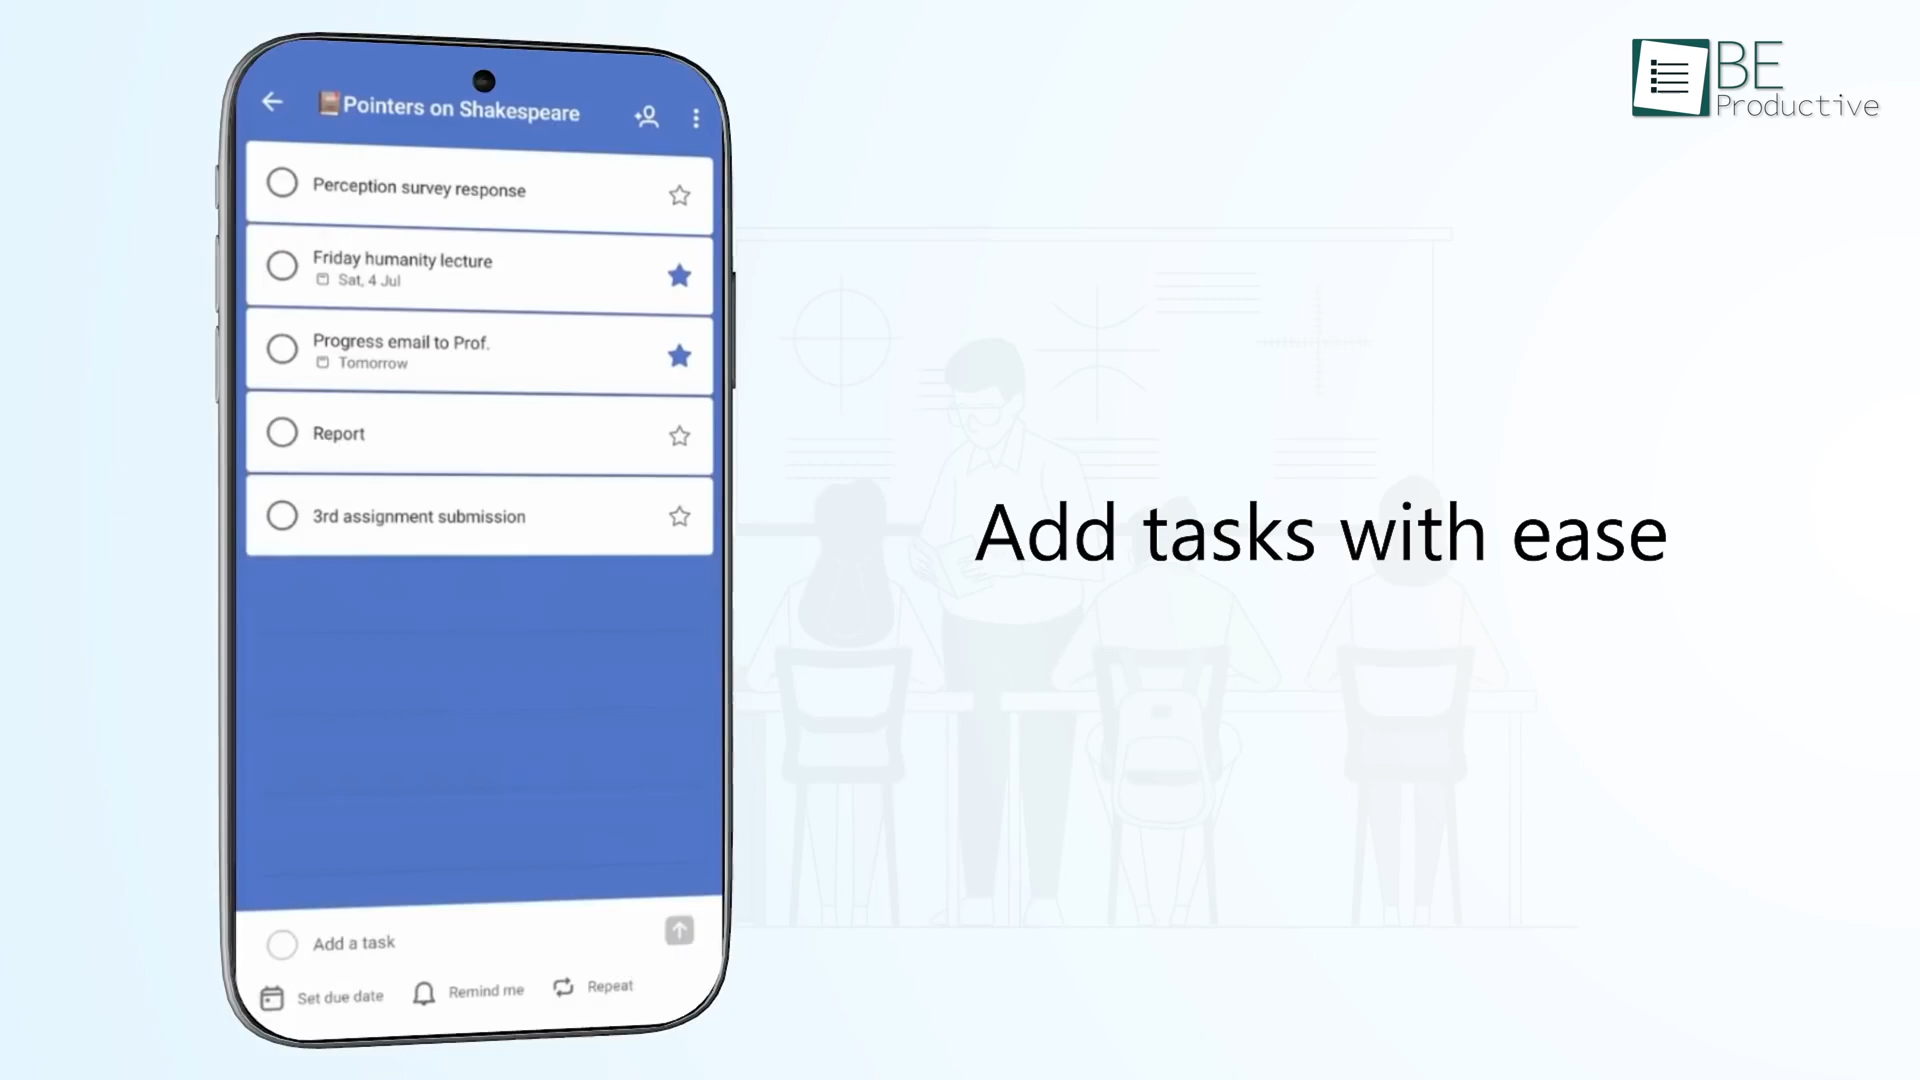 BE
Productive
Pointers on Shakespeare
Perception survey response
Friday humanity lecture
Sat, 4 Jul
Progress email to Prof.
Tomorrow
Report
3rd assignment submission
Add a task
Set due date
Remind me
Repeat
Add tasks with ease